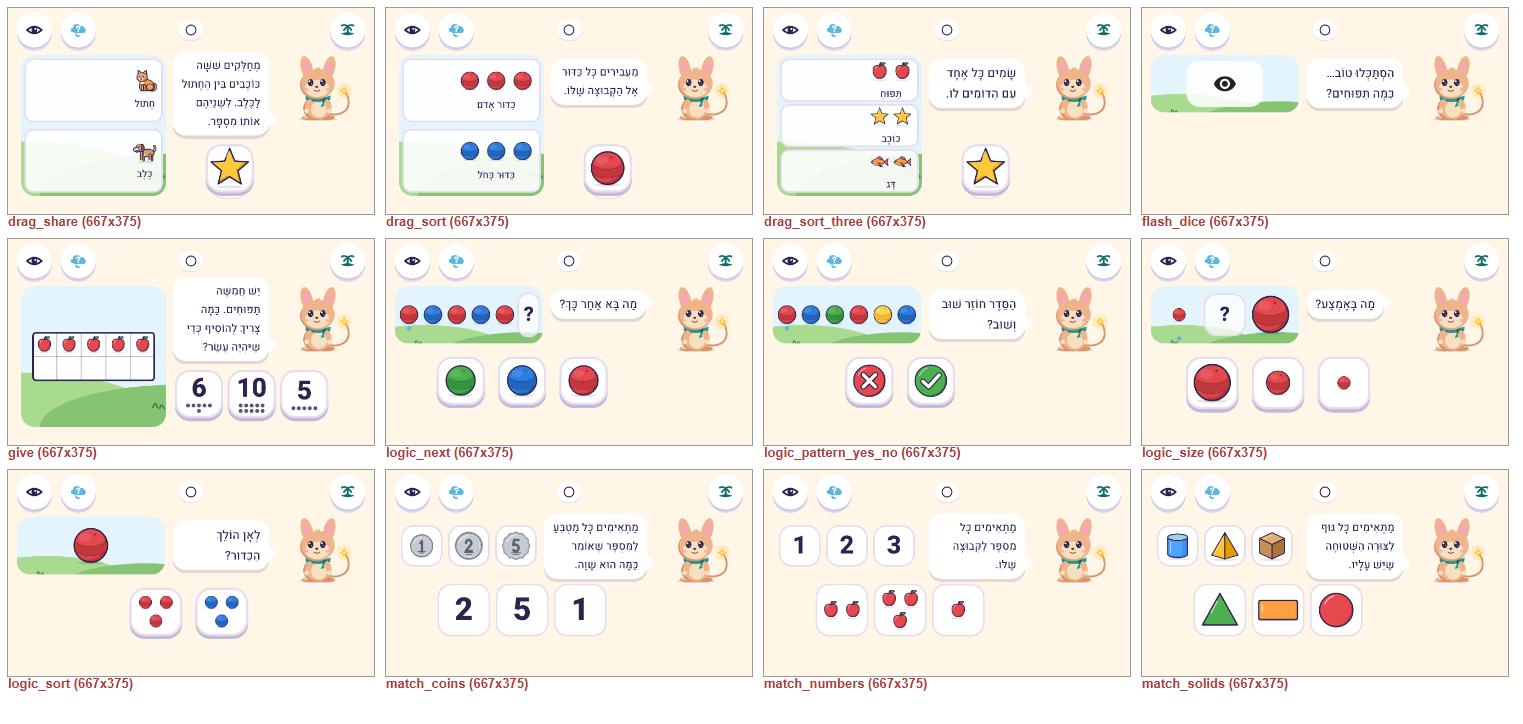 מְחַלְּקִים שִׁשָּׁה
כּוֹכָבִים בֵּין הֶחָתוּל
לַכֶּלֶב. לִשְׁנֵיהֶם
אוֹתוֹ מִסְפָּר.
חָתוּל
כֶּלֶב
drag_share (667x375)
מַעֲבִירִים כָּל כַּדּוּר
אֶל הַקְּבוּצָה שֶׁלּוֹ.
כַּדּוּר אָדֹם
כַּדּוּר כָּחֹל
drag_sort (667x375)
שָׂמִים כָּל אֶחָד
עִם הַדּוֹמִים לוֹ.
תַּפּוּחַ
כּוֹכָב
דָּג
drag_sort_three (667x375)
הִסְתַּכְּלוּ טוֹב...
כַּמָּה תַּפּוּחִים?
flash_dice (667x375)
יֵשׁ חֲמִשָּׁה
תַּפּוּחִים. כַּמָּה
צָרִיךְ לְהוֹסִיף כְּדֵי
שֶׁיִּהְיֶה עֶשֶׂר?
6 10 5
give (667x375)
מַה בָּא אַחַר כָּךְ?
?
logic_next (667x375)
הַסֵּדֶר חוֹזֵר שׁוּב
וָשׁוּב?
logic_pattern_yes_no (667x375)
מַה בָּאֶמְצַע?
?
logic_size (667x375)
לְאָן הוֹלֵךְ
הַכַּדּוּר?
logic_sort (667x375)
מַתְאִימִים כָּל מַטְבֵּעַ
לַמִּסְפָּר שֶׁאוֹמֵר
כַּמָּה הוּא שָׁוֶה.
1 2 5
2 5 1
match_coins (667x375)
מַתְאִימִים כָּל
מִסְפָּר לַקְּבוּצָה
שֶׁלּוֹ.
1 2 3
match_numbers (667x375)
מַתְאִימִים כָּל גּוּף
לַצּוּרָה הַשְּׁטוּחָה
שֶׁיֵּשׁ עָלָיו.
match_solids (667x375)